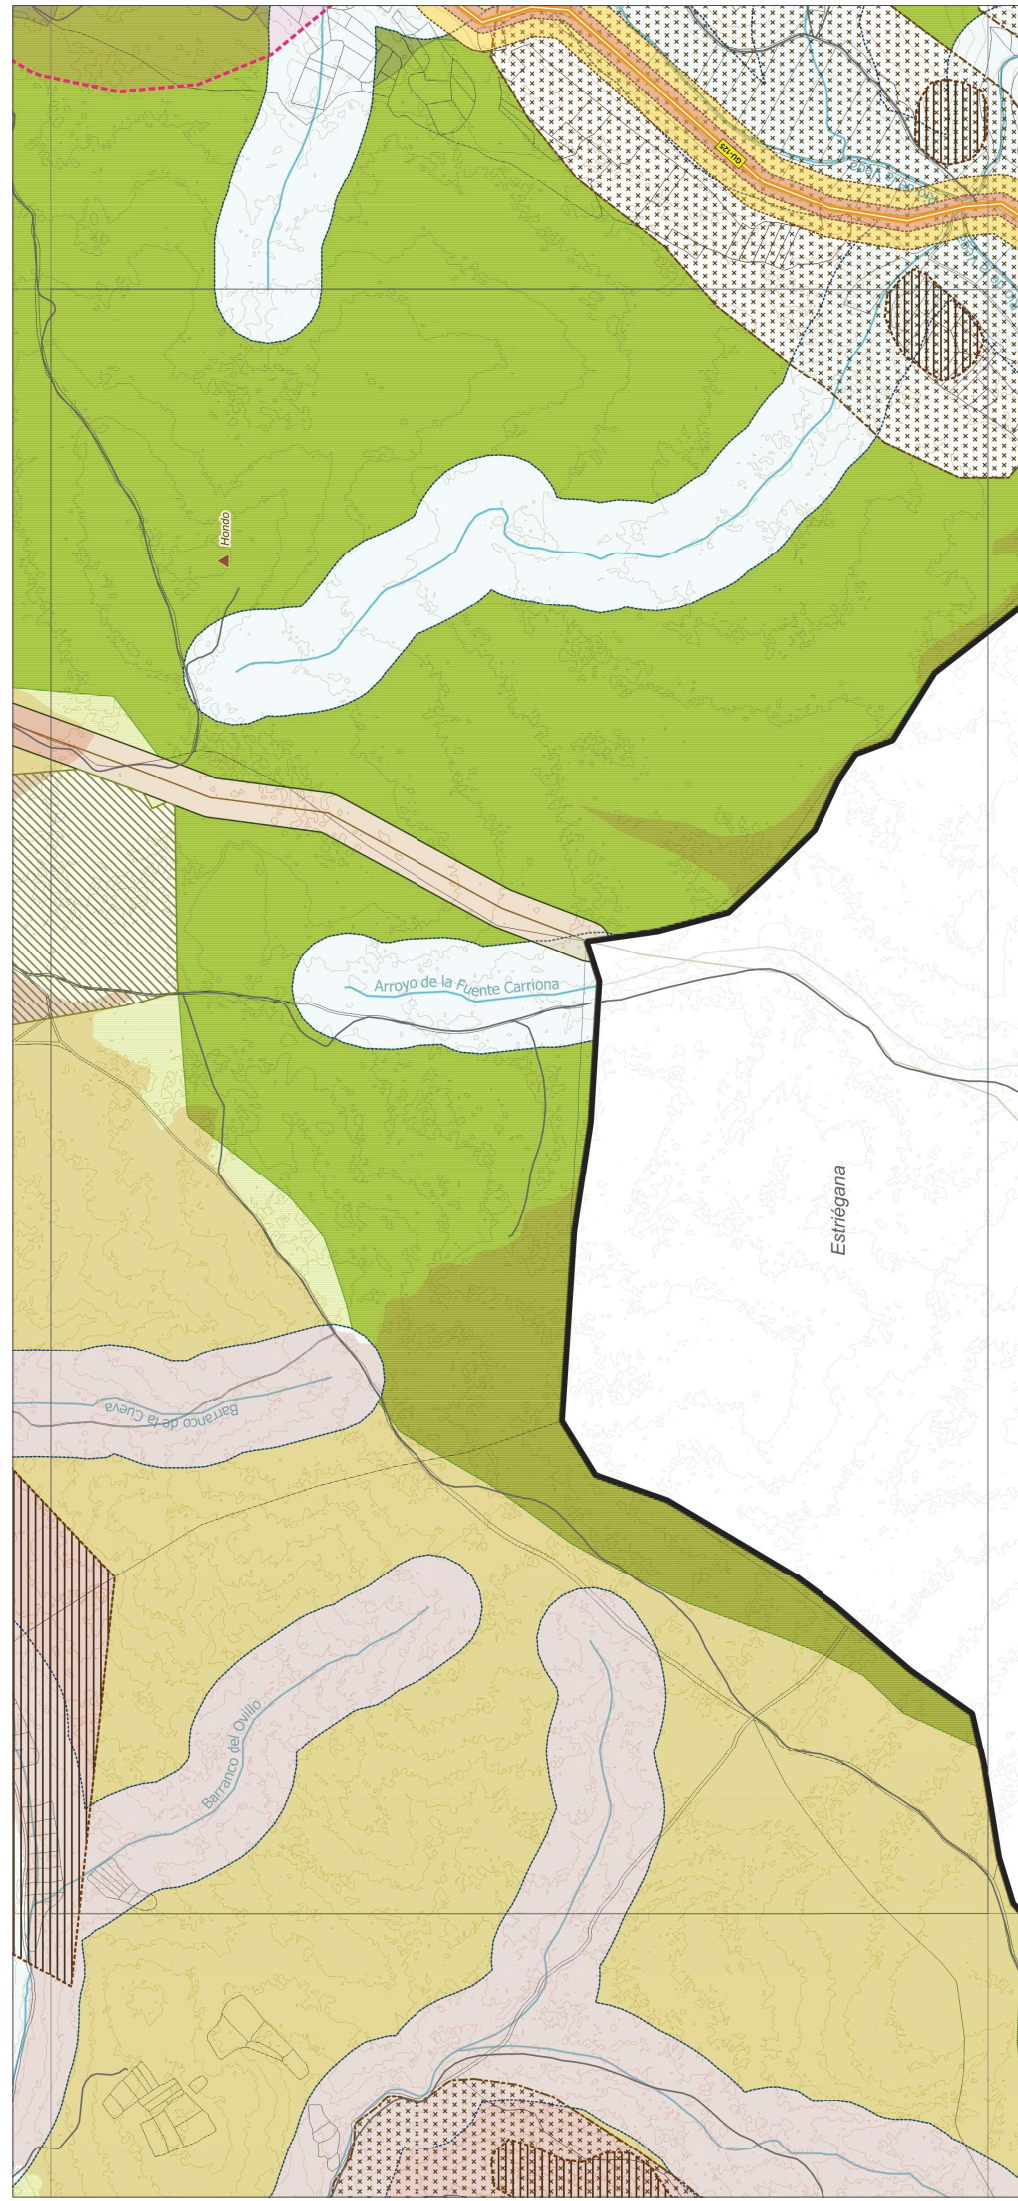 GU-125
Hondo
Arroyo de la Fuente Carriona
Estriégana
Barranco de la Cueva
Barranco del Ovillo